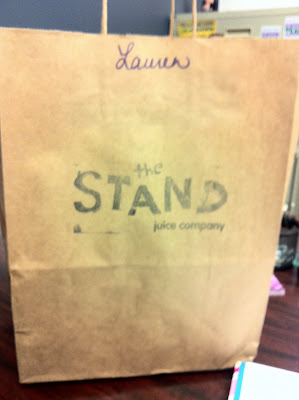 Lauren
the
STAND
juice company